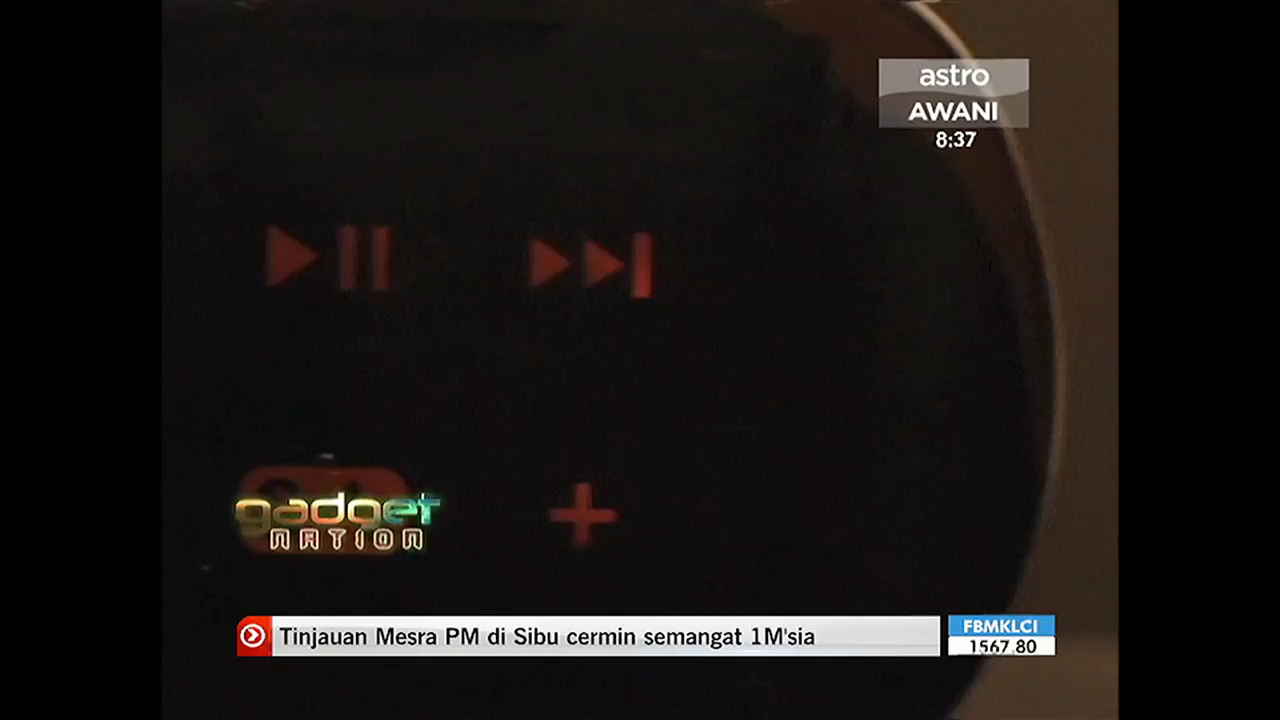 astro
AWANI
8:37
gadget
NATION
Tinjauan Mesra PM di Sibu cermin semangat 1M'sia
FBMKLCI
1567.80